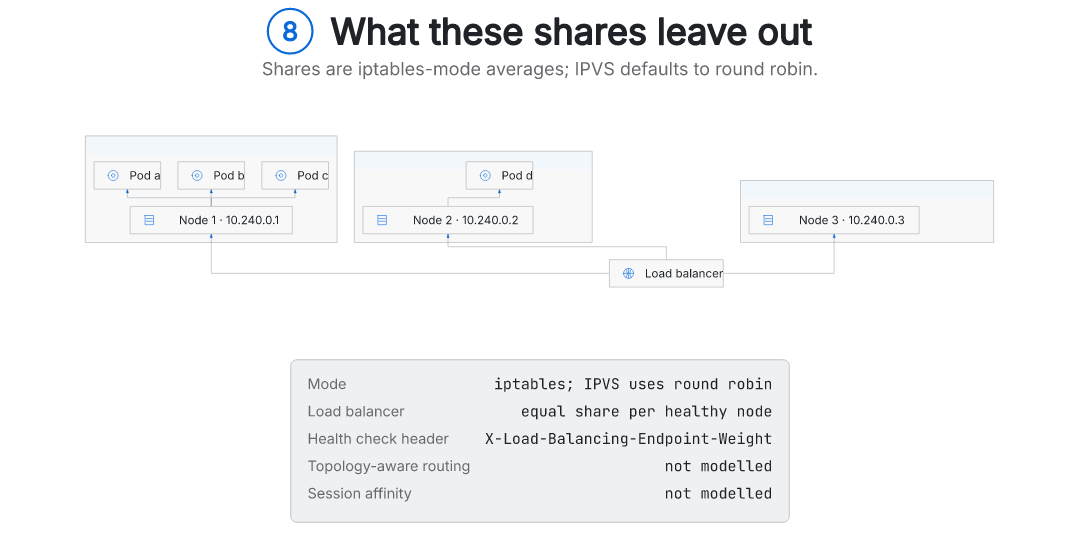 8 What these shares leave out
Shares are iptables-mode averages; IPVS defaults to round robin.
Pod a Pod b Pod c Pod d
Node 1 · 10.240.0.1 Node 2 · 10.240.0.2 Node 3 · 10.240.0.3
Load balancer
Mode iptables; IPVS uses round robin
Load balancer equal share per healthy node
Health check header X-Load-Balancing-Endpoint-Weight
Topology-aware routing not modelled
Session affinity not modelled